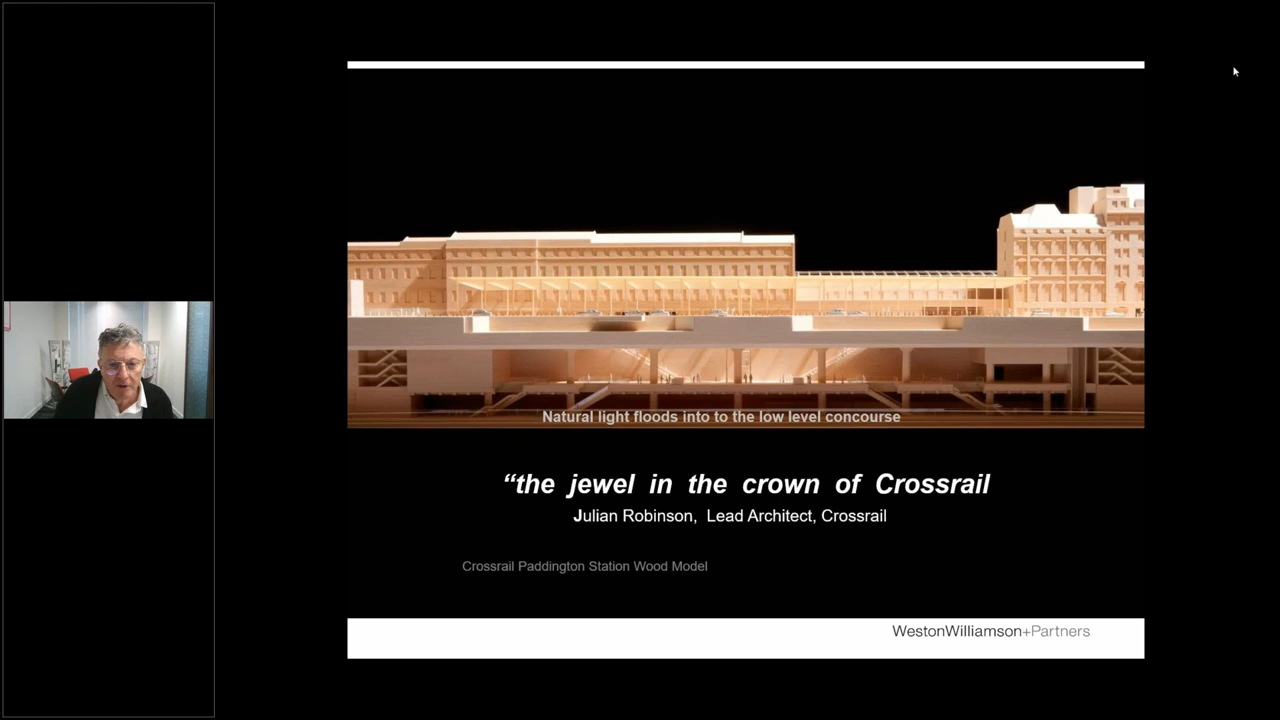 Natural light floods into to the low level concourse
“the jewel in the crown of Crossrail
Julian Robinson, Lead Architect, Crossrail
Crossrail Paddington Station Wood Model
WestonWilliamson+Partners